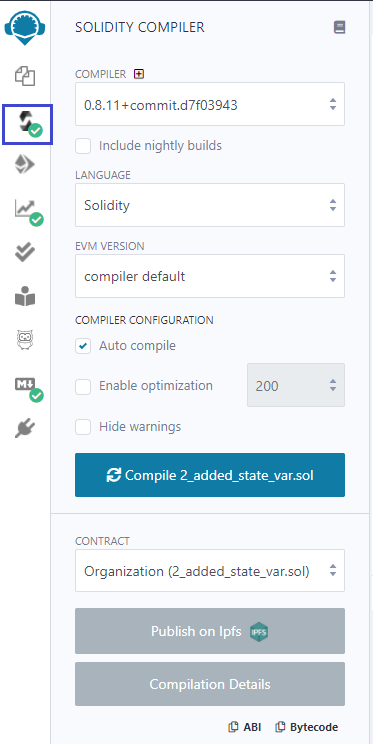 SOLIDITY COMPILER
COMPILER
0.8.11+commit.d7f03943
Include nightly builds
LANGUAGE
Solidity
EVM VERSION
compiler default
COMPILER CONFIGURATION
Auto compile
Enable optimization 200
Hide warnings
Compile 2_added_state_var.sol
CONTRACT
Organization (2_added_state_var.sol)
Publish on Ipfs IPFS
Compilation Details
ABI Bytecode
M